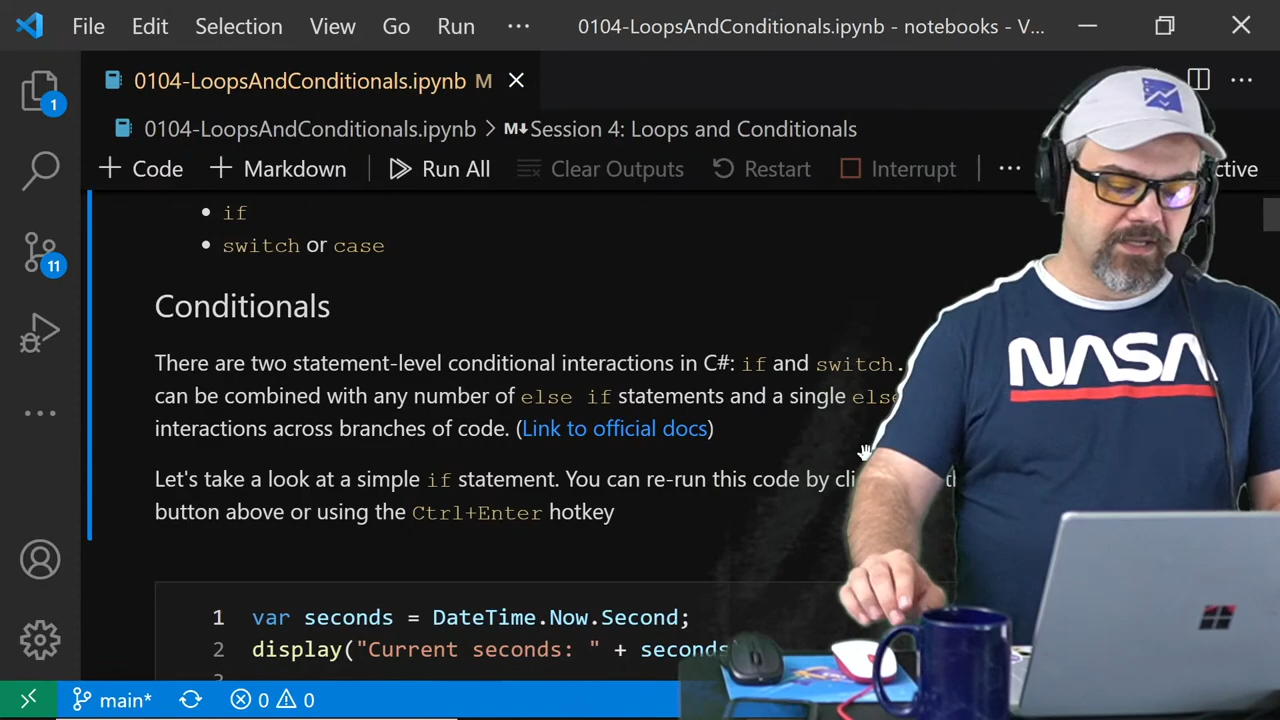 File Edit Selection View Go Run ··· 0104-LoopsAndConditionals.ipynb - notebooks - V...
0104-LoopsAndConditionals.ipynb M
1
0104-LoopsAndConditionals.ipynb > M↓Session 4: Loops and Conditionals
+ Code + Markdown Run All Clear Outputs Restart Interrupt ···
• if
• switch or case
11
Conditionals
There are two statement-level conditional interactions in C#: if and switch.
can be combined with any number of else if statements and a single else
interactions across branches of code. (Link to official docs)
Let's take a look at a simple if statement. You can re-run this code by
button above or using the Ctrl+Enter hotkey
1 var seconds = DateTime.Now.Second;
2 display("Current seconds: " + seconds
main* 0 0
NASA